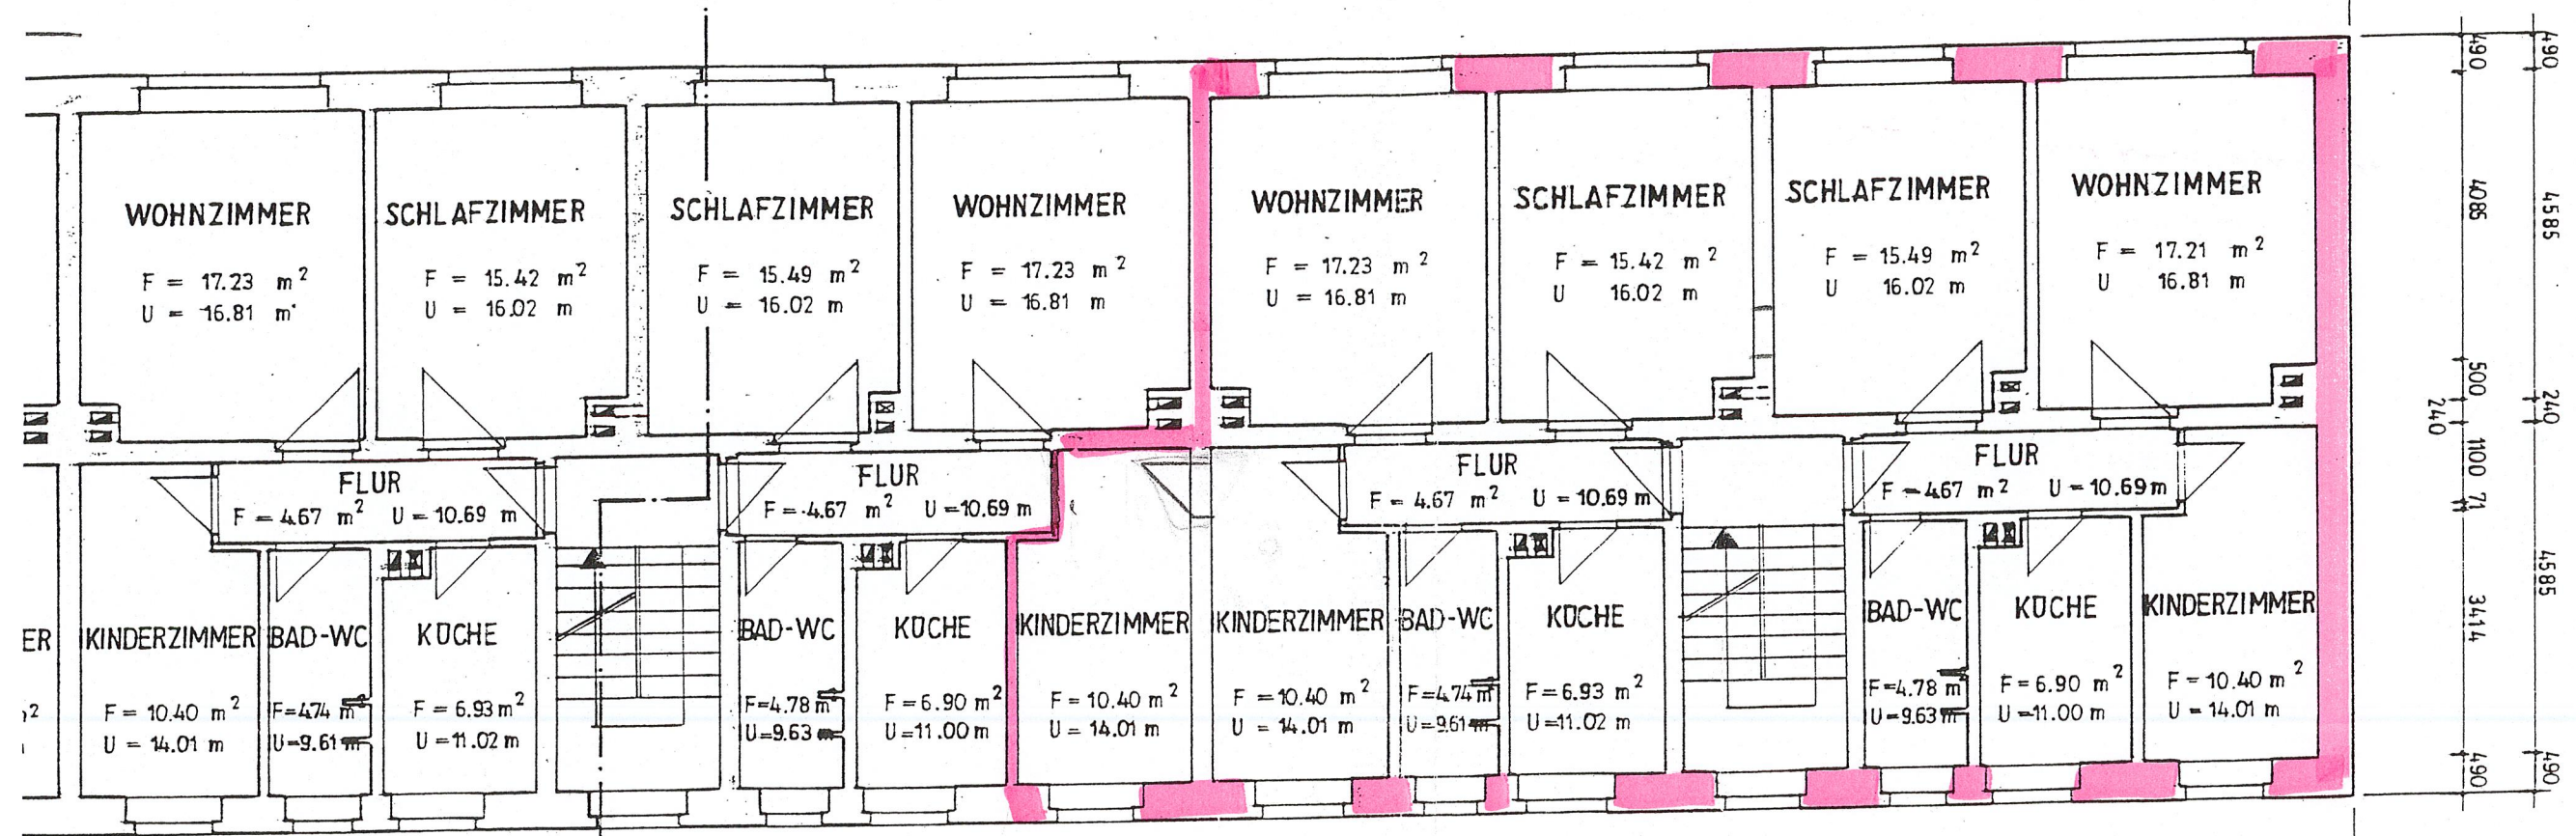 WOHNZIMMER
F = 17.23 m²
U = 16.81 m
SCHLAFZIMMER
F = 15.42 m²
U = 16.02 m
SCHLAFZIMMER
F = 15.49 m²
U = 16.02 m
WOHNZIMMER
F = 17.23 m²
U = 16.81 m
WOHNZIMMER
F = 17.23 m²
U = 16.81 m
SCHLAFZIMMER
F = 15.42 m²
U 16.02 m
SCHLAFZIMMER
F = 15.49 m²
U 16.02 m
WOHNZIMMER
F = 17.21 m²
U 16.81 m
FLUR
F = 4.67 m² U = 10.69 m
FLUR
F = 4.67 m² U = 10.69 m
FLUR
F = 4.67 m² U = 10.69 m
FLUR
F = 4.67 m² U = 10.69 m
ER
²
KINDERZIMMER
F = 10.40 m²
U = 14.01 m
BAD-WC
F = 4.74 m²
U = 9.61 m
KÜCHE
F = 6.93 m²
U = 11.02 m
BAD-WC
F = 4.78 m²
U = 9.63 m
KÜCHE
F = 6.90 m²
U = 11.00 m
KINDERZIMMER
F = 10.40 m²
U = 14.01 m
KINDERZIMMER
F = 10.40 m²
U = 14.01 m
BAD-WC
F = 4.74 m²
U = 9.61 m
KÜCHE
F = 6.93 m²
U = 11.02 m
BAD-WC
F = 4.78 m²
U = 9.63 m
KÜCHE
F = 6.90 m²
U = 11.00 m
KINDERZIMMER
F = 10.40 m²
U = 14.01 m
490
4085
500
240
1100
71
3414
490
490
4585
240
4585
490